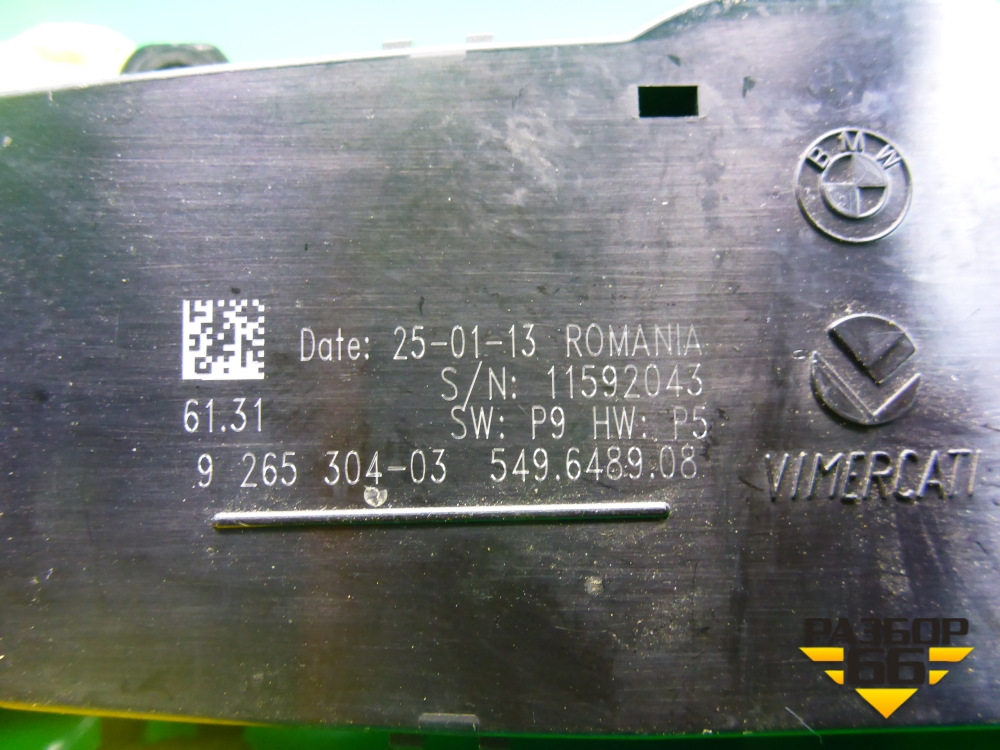 BMW
Date: 25-01-13 ROMANIA
S/N: 11592043
61.31
SW: P9 HW: P5
9 265 304-03 549.6489.08
VIMERCATI
РАЗБОР
66